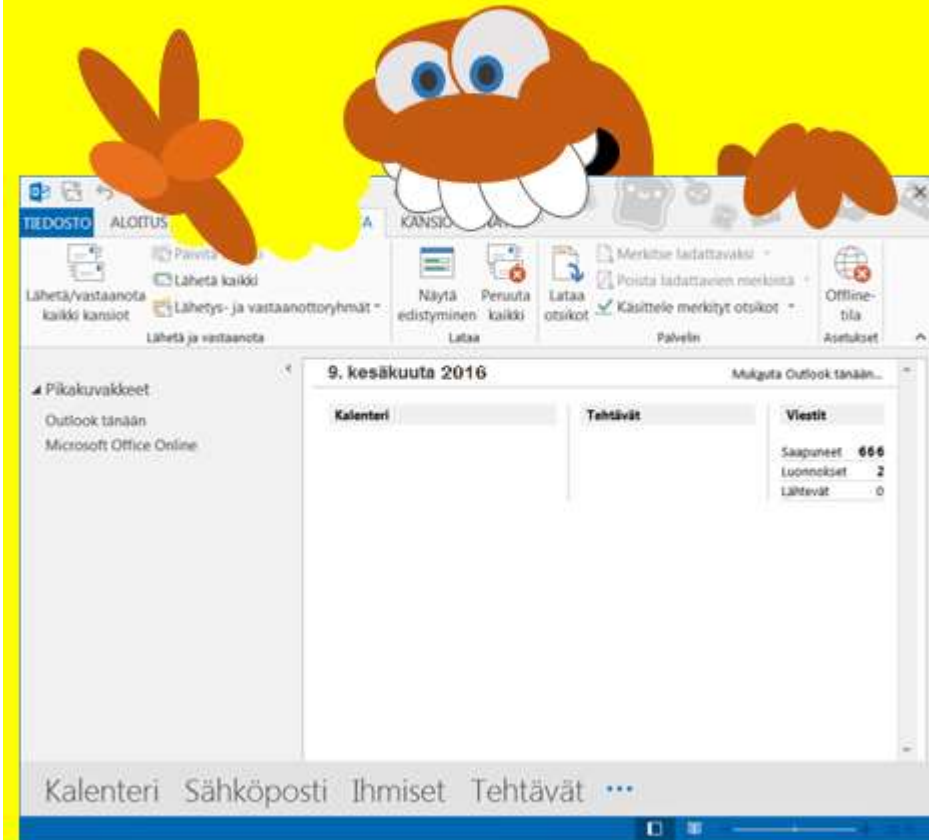 TIEDOSTO ALOITUS KANSIO
Lähetä/vastaanota
kaikki kansiot
Päivitä
Lähetä kaikki
Lähetys- ja vastaanottoryhmät
Lähetä ja vastaanota
Näytä
edistyminen
Peruuta
kaikki
Lataa
Lataa
otsikot
Merkitse ladattavaksi
Poista ladattavien merkintä
Käsittele merkityt otsikot
Palvelin
Offline-
tila
Asetukset
Pikakuvakkeet
Outlook tänään
Microsoft Office Online
9. kesäkuuta 2016
Mukauta Outlook tänään...
Kalenteri
Tehtävät
Viestit
Saapuneet 666
Luonnokset 2
Lähtevät 0
Kalenteri Sähköposti Ihmiset Tehtävät